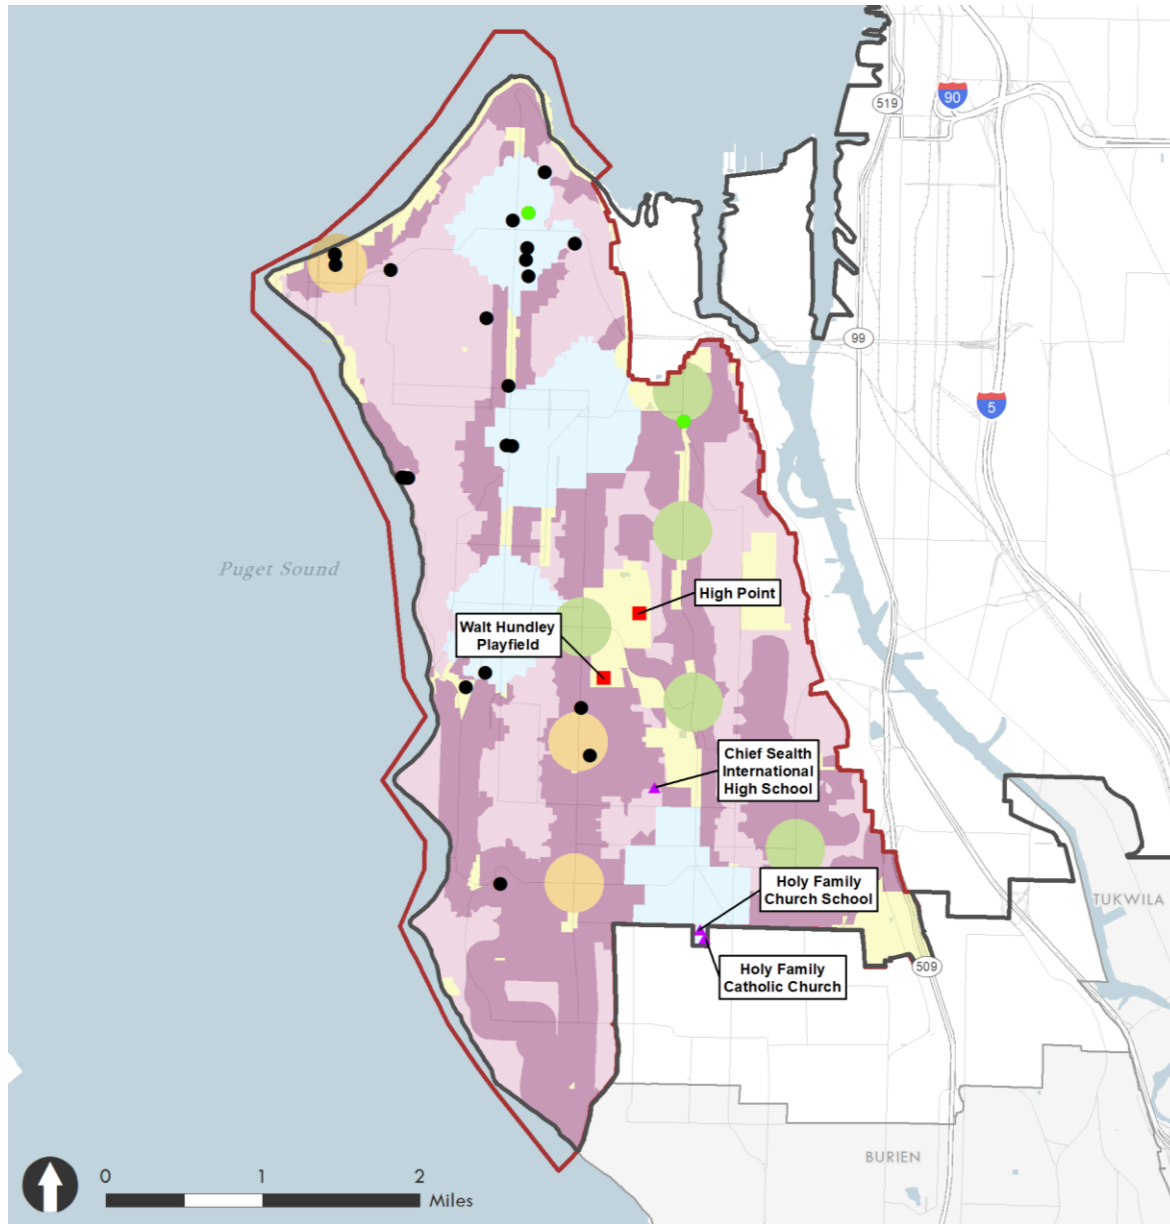 519
90
99
5
Puget Sound
High Point
Walt Hundley
Playfield
Chief Sealth
International
High School
Holy Family
Church School
TUKWILA
Holy Family
Catholic Church
509
BURIEN
0
1
2
Miles